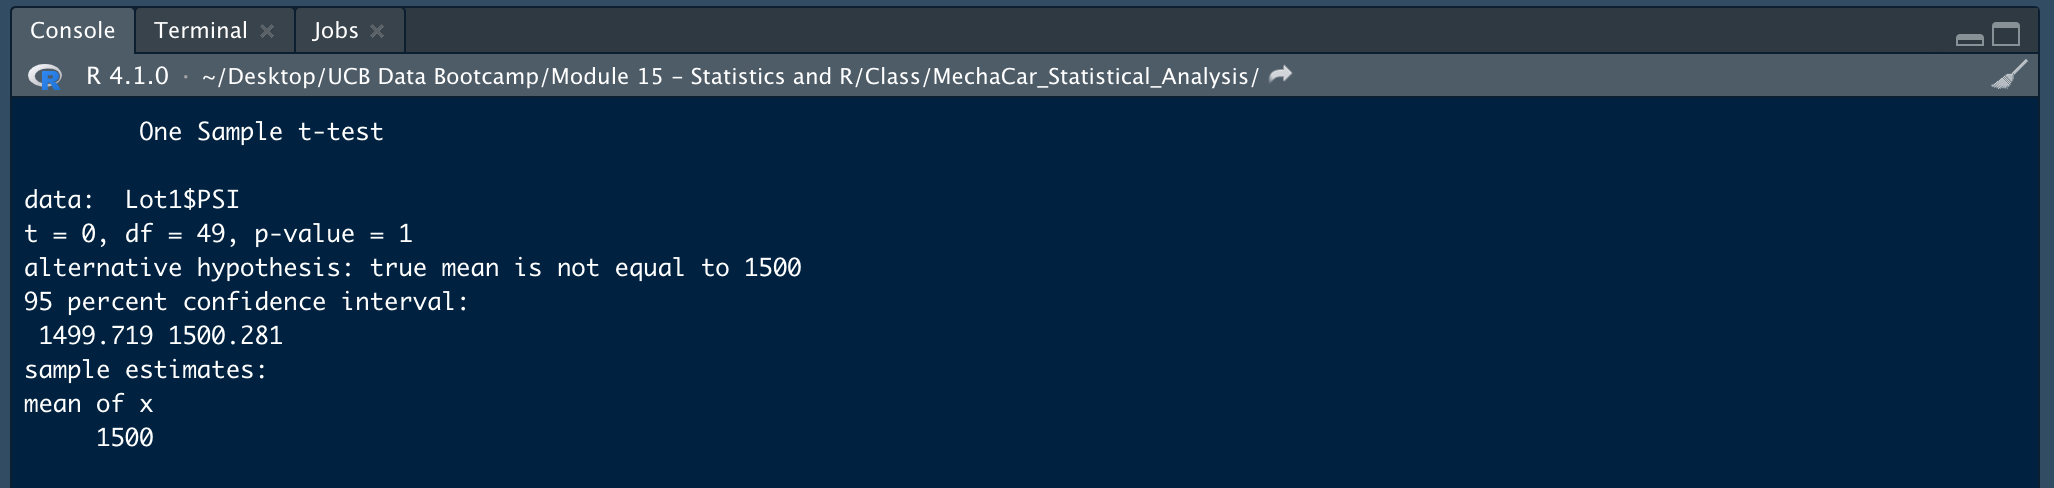 Console Terminal Jobs
R 4.1.0 · ~/Desktop/UCB Data Bootcamp/Module 15 – Statistics and R/Class/MechaCar_Statistical_Analysis/
One Sample t-test
data:  Lot1$PSI
t = 0, df = 49, p-value = 1
alternative hypothesis: true mean is not equal to 1500
95 percent confidence interval:
1499.719 1500.281
sample estimates:
mean of x
1500